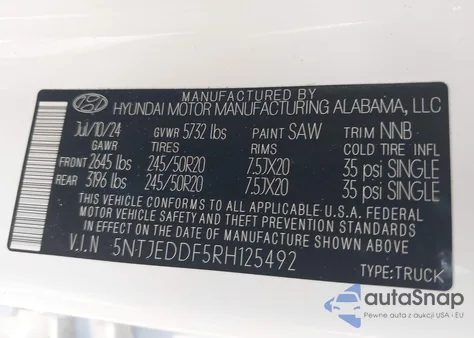 MANUFACTURED BY
HYUNDAI MOTOR MANUFACTURING ALABAMA, LLC
Jul/10/24 GVWR 5732 lbs PAINT SAW TRIM NNB
GAWR TIRES RIMS COLD TIRE INFL
FRONT 2645 lbs 245/50R20 7.5JX20 35 psi SINGLE
REAR 3196 lbs 245/50R20 7.5JX20 35 psi SINGLE
THIS VEHICLE CONFORMS TO ALL APPLICABLE U.S.A. FEDERAL
MOTOR VEHICLE SAFETY AND THEFT PREVENTION STANDARDS
IN EFFECT ON THE DATE OF MANUFACTURE SHOWN ABOVE.
V.I.N 5NTJEDDF5RH125492
TYPE:TRUCK
autoSnap
Pewne auta z aukcji USA i EU